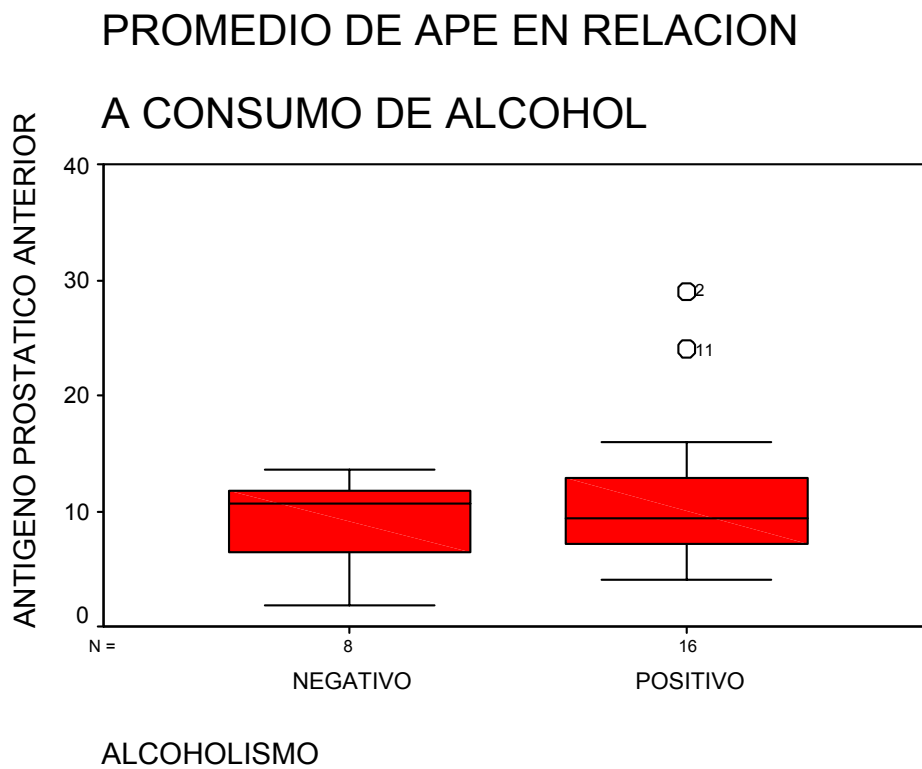 PROMEDIO DE APE EN RELACION
A CONSUMO DE ALCOHOL
ANTIGENO PROSTATICO ANTERIOR
40
30
20
10
0
2
11
N =
8
16
NEGATIVO
POSITIVO
ALCOHOLISMO